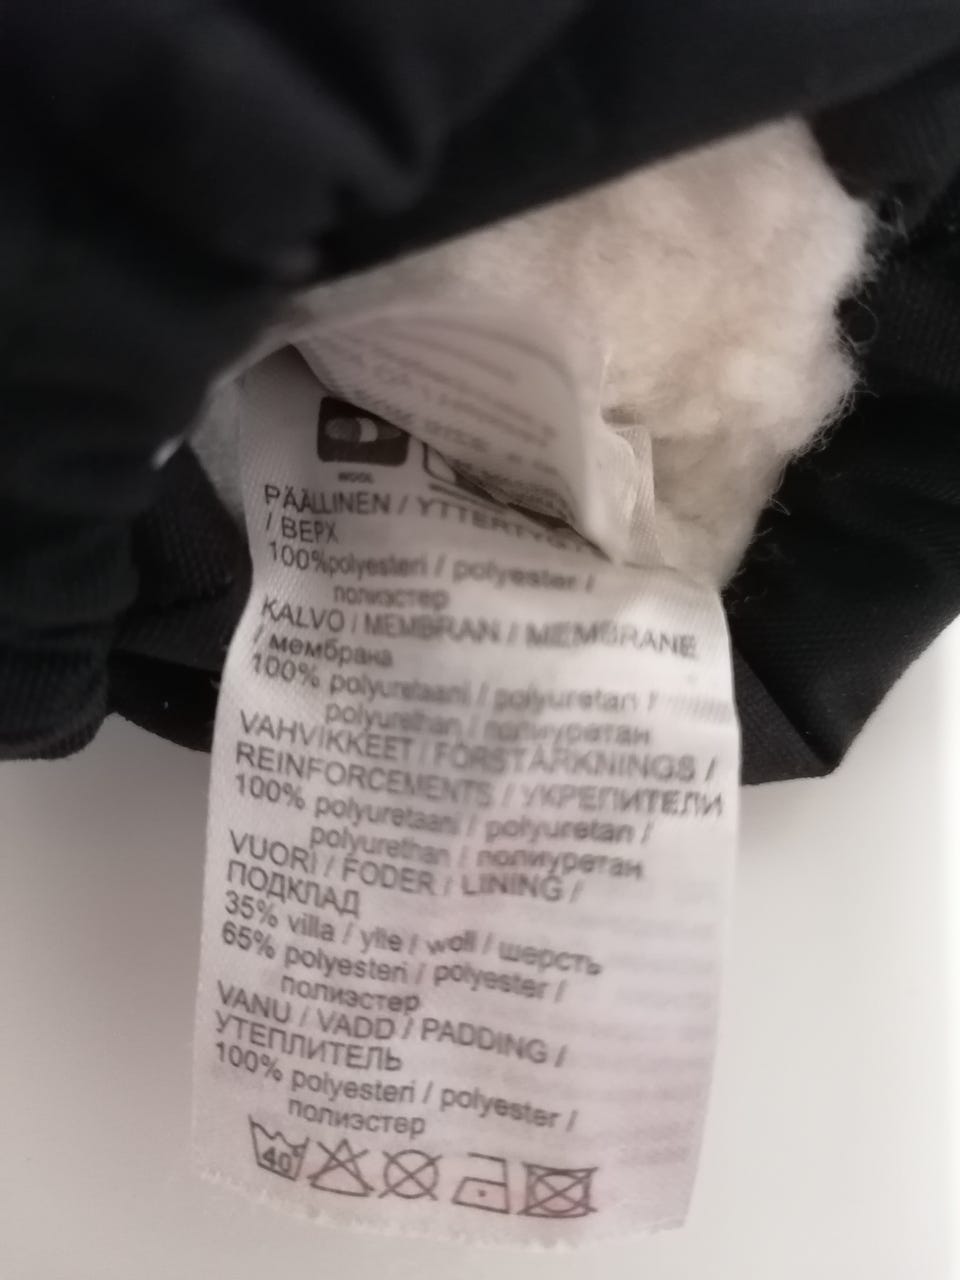 WOOL
PÄÄLLINEN / YTTERTYG
/ ВЕРХ
100%polyesteri / polyester /
полиэстер
KALVO / MEMBRAN / MEMBRANE
/ мембрана
100% polyuretaani / polyuretan /
polyurethan / полиуретан
VAHVIKKEET / FÖRSTÄRKNINGS /
REINFORCEMENTS / УКРЕПИТЕЛИ
100% polyuretaani / polyuretan /
polyurethan / полиуретан
VUORI / FODER / LINING /
ПОДКЛАД
35% villa / ylle / woll / шерсть
65% polyesteri / polyester /
полиэстер
VANU / VADD / PADDING /
УТЕПЛИТЕЛЬ
100% polyesteri / polyester /
полиэстер
40